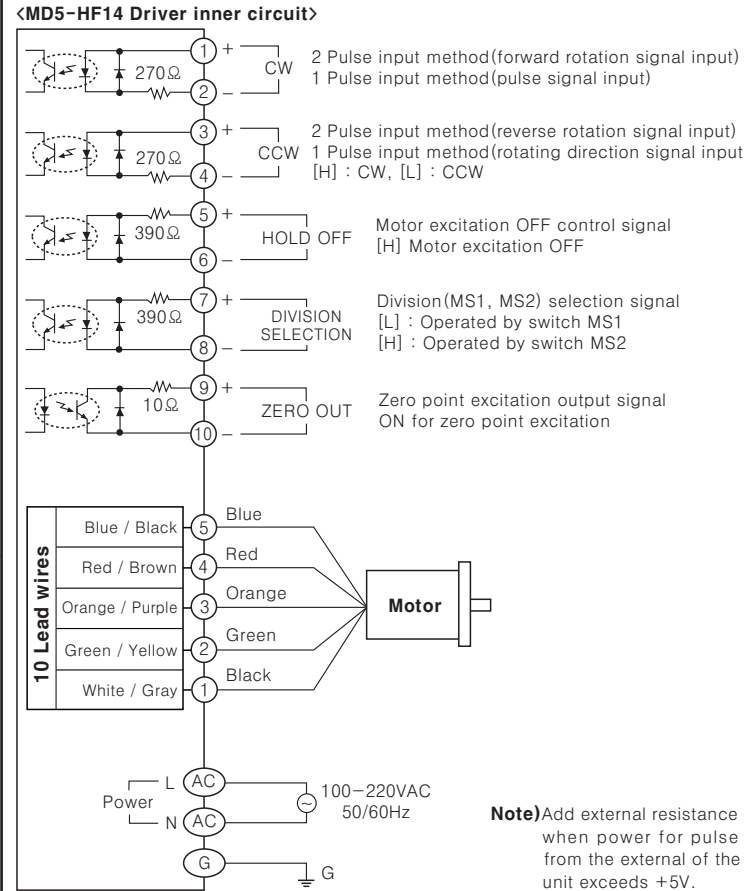 <MD5-HF14 Driver inner circuit>
1 +
270Ω
CW
2 −
2 Pulse input method(forward rotation signal input)
1 Pulse input method(pulse signal input)
3 +
270Ω
CCW
4 −
2 Pulse input method(reverse rotation signal input)
1 Pulse input method(rotating direction signal input
[H] : CW, [L] : CCW
5 +
390Ω
HOLD OFF
6 −
Motor excitation OFF control signal
[H] Motor excitation OFF
7 +
390Ω
DIVISION
SELECTION
8 −
Division(MS1, MS2) selection signal
[L] : Operated by switch MS1
[H] : Operated by switch MS2
9 +
10Ω
ZERO OUT
10 −
Zero point excitation output signal
ON for zero point excitation
10 Lead wires
Blue / Black 5 Blue
Red / Brown 4 Red
Orange / Purple 3 Orange
Green / Yellow 2 Green
White / Gray 1 Black
Motor
Power
L AC
N AC
100−220VAC
50/60Hz
G
G
Note)Add external resistance
when power for pulse
from the external of the
unit exceeds +5V.